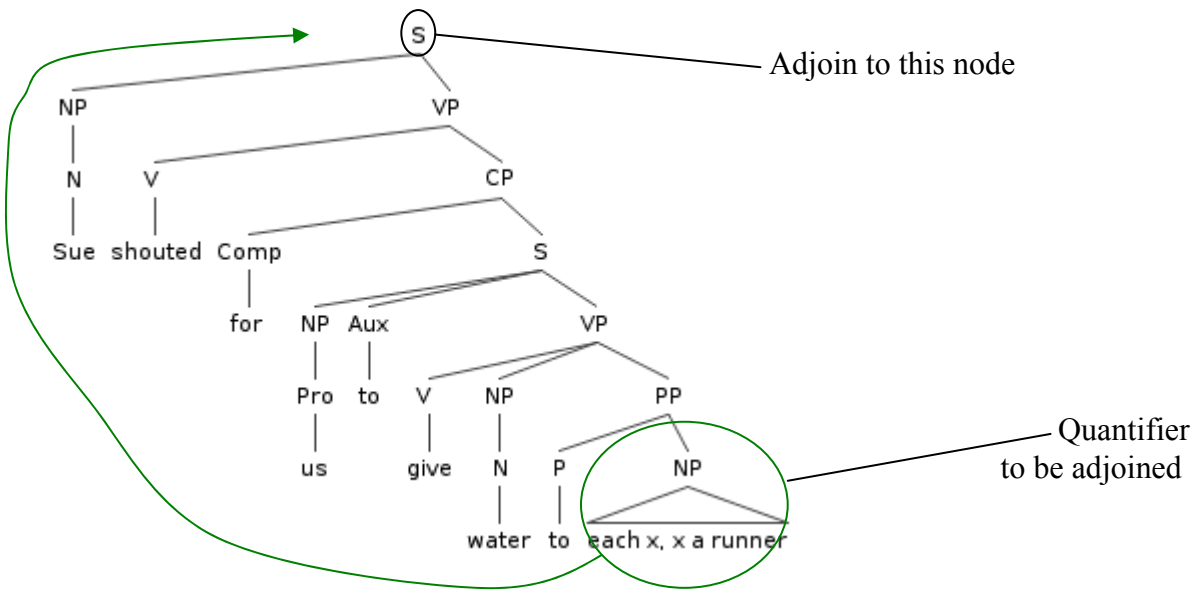 S
Adjoin to this node
NP VP
N V CP
Sue shouted Comp S
for NP Aux VP
Pro to V NP PP
Quantifier
to be adjoined
us give N P NP
water to each x, x a runner